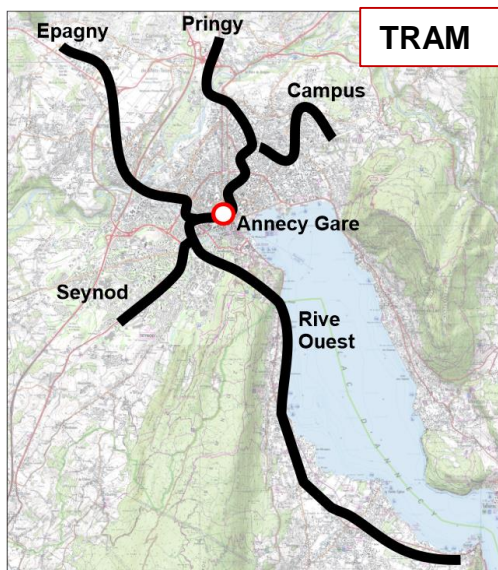 TRAM
Pringy
Epagny
Campus
Annecy Gare
Seynod
Rive
Ouest